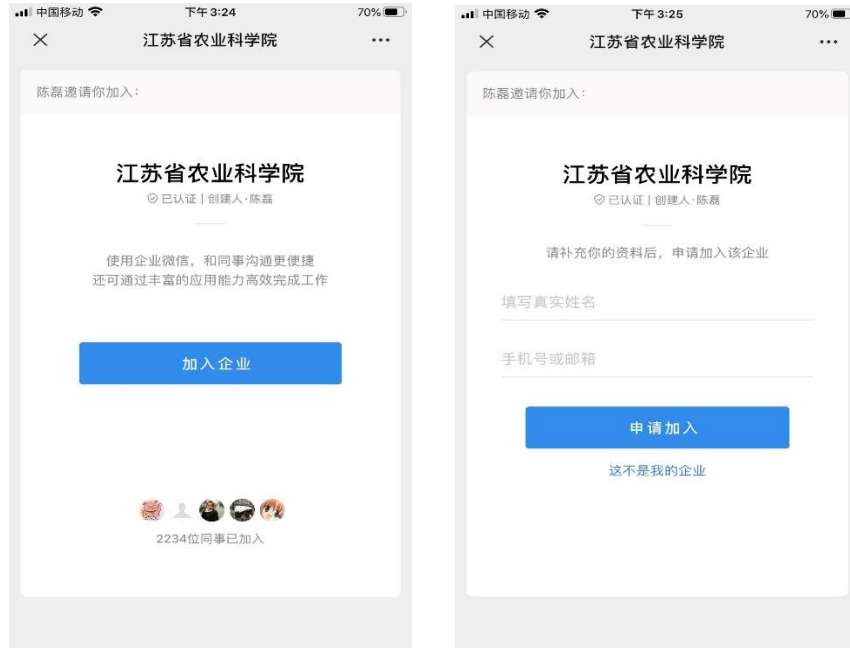 中国移动
下午 3:24
70%
江苏省农业科学院
陈磊邀请你加入:
江苏省农业科学院
已认证 | 创建人·陈磊
使用企业微信，和同事沟通更便捷
还可通过丰富的应用能力高效完成工作
加入企业
2234位同事已加入
中国移动
下午 3:25
70%
江苏省农业科学院
陈磊邀请你加入:
江苏省农业科学院
已认证 | 创建人·陈磊
请补充你的资料后，申请加入该企业
填写真实姓名
手机号或邮箱
申请加入
这不是我的企业